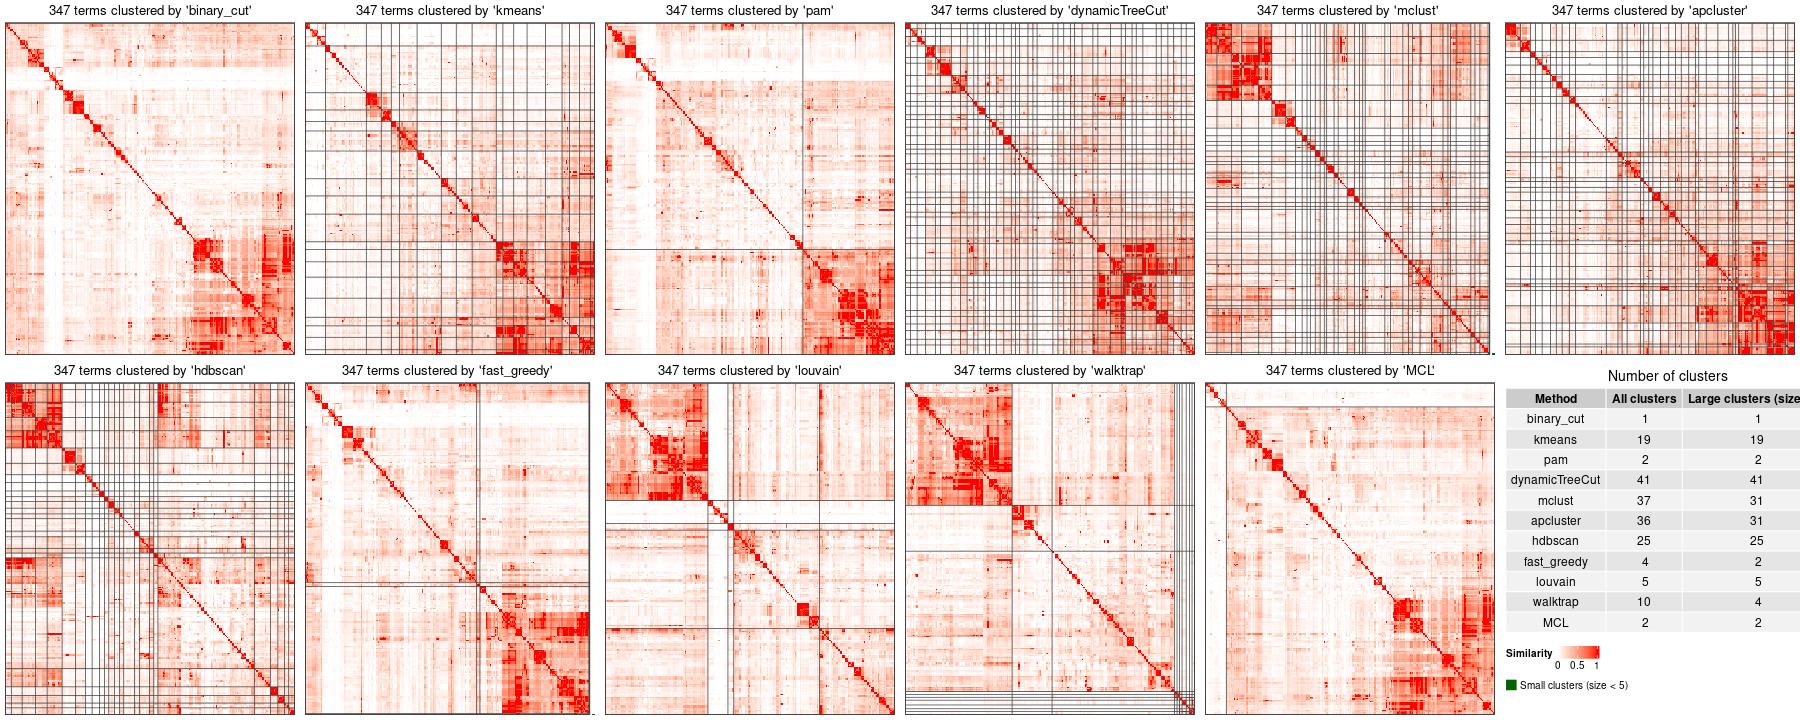 347 terms clustered by 'binary_cut'
347 terms clustered by 'kmeans'
347 terms clustered by 'pam'
347 terms clustered by 'dynamicTreeCut'
347 terms clustered by 'mclust'
347 terms clustered by 'apcluster'
347 terms clustered by 'hdbscan'
347 terms clustered by 'fast_greedy'
347 terms clustered by 'louvain'
347 terms clustered by 'walktrap'
347 terms clustered by 'MCL'
Number of clusters
Method All clusters Large clusters (size
binary_cut 1 1
kmeans 19 19
pam 2 2
dynamicTreeCut 41 41
mclust 37 31
apcluster 36 31
hdbscan 25 25
fast_greedy 4 2
louvain 5 5
walktrap 10 4
MCL 2 2
Similarity
0 0.5 1
Small clusters (size < 5)